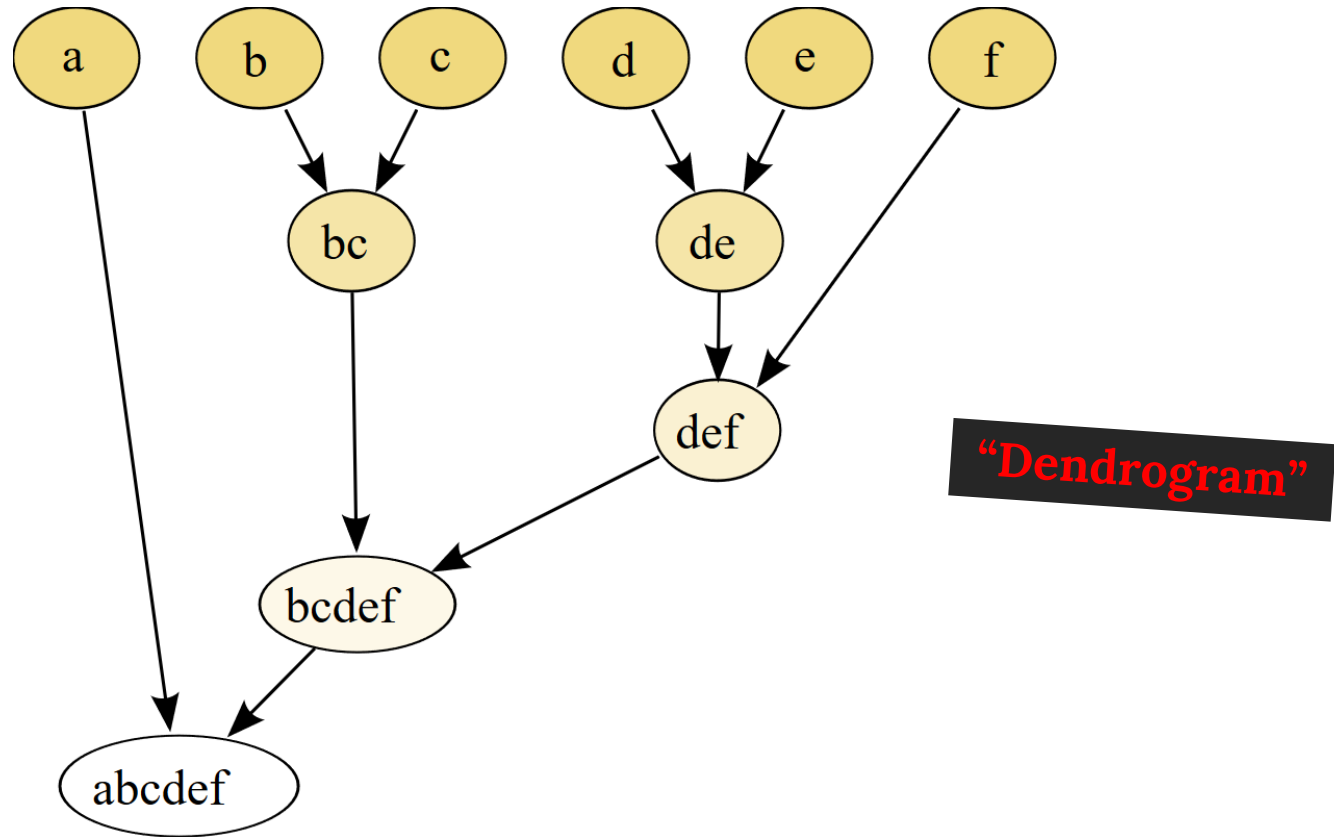 a b c d e f
bc de
def
bcdef
abcdef
“Dendrogram”